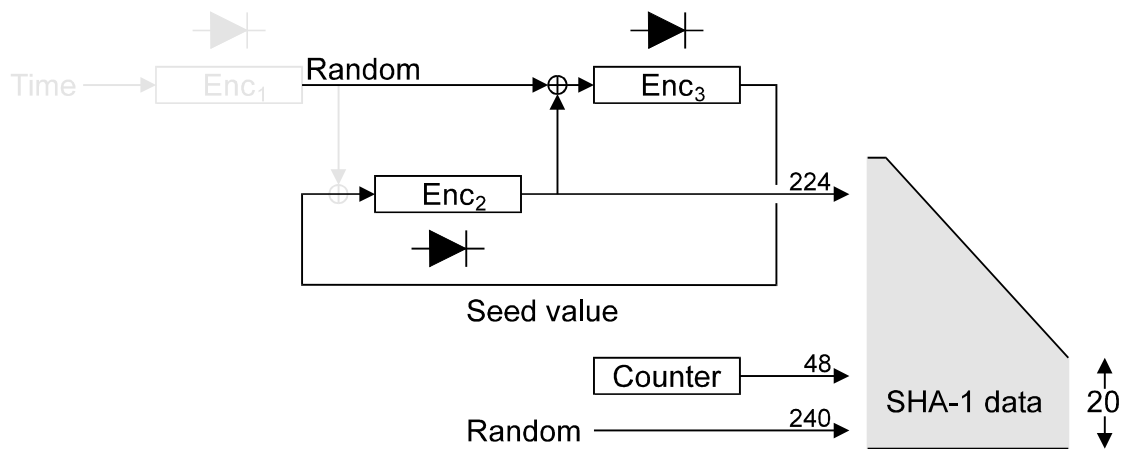 Time
Enc₁
Random
Enc₃
Enc₂
224
Seed value
Counter
48
SHA-1 data
20
Random
240